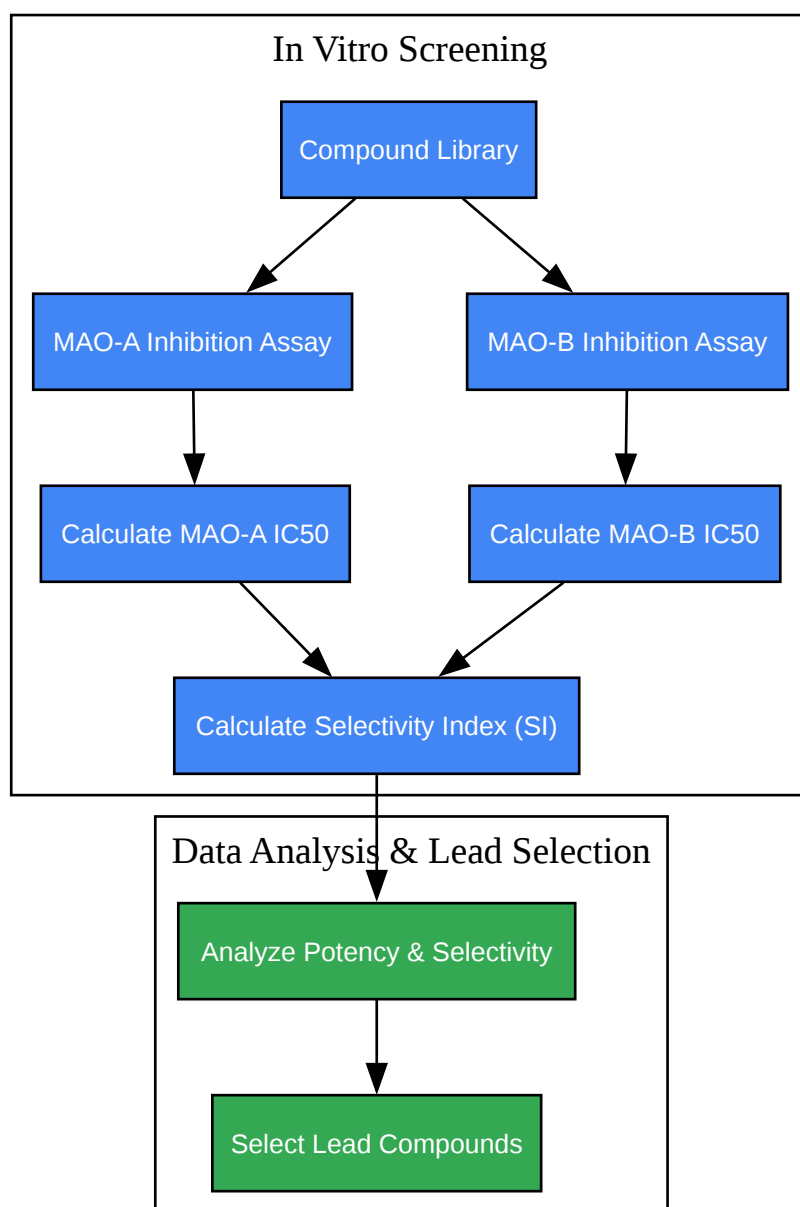 In Vitro Screening
Compound Library
MAO-A Inhibition Assay
MAO-B Inhibition Assay
Calculate MAO-A IC50
Calculate MAO-B IC50
Calculate Selectivity Index (SI)
Data Analysis & Lead Selection
Analyze Potency & Selectivity
Select Lead Compounds